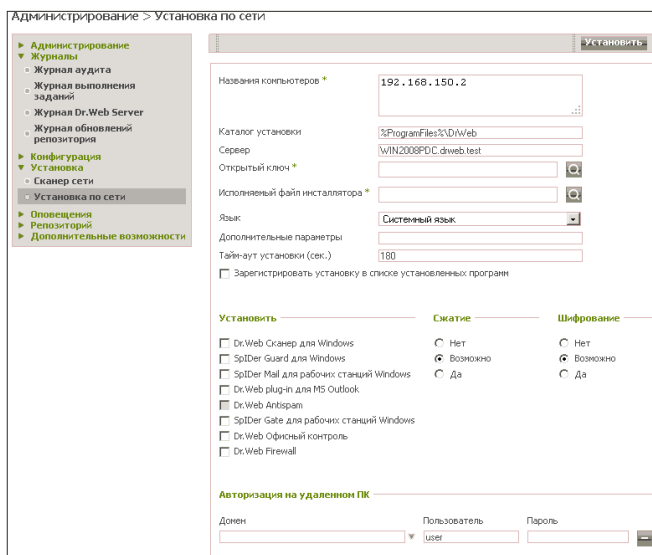 Администрирование > Установка по сети
Администрирование
Журналы
Журнал аудита
Журнал выполнения
заданий
Журнал Dr.Web Server
Журнал обновлений
репозитория
Конфигурация
Установка
Сканер сети
Установка по сети
Оповещения
Репозиторий
Дополнительные возможности
Установить
Названия компьютеров * 192.168.150.2
Каталог установки %ProgramFiles%\DrWeb
Сервер WIN2008PDC.drweb.test
Открытый ключ *
Исполняемый файл инсталлятора *
Язык Системный язык
Дополнительные параметры
Тайм-аут установки (сек.) 180
Зарегистрировать установку в списке установленных программ
Установить Сжатие Шифрование
Dr.Web Сканер для Windows Нет Нет
SpIDer Guard для Windows Возможно Возможно
SpIDer Mail для рабочих станций Windows Да Да
Dr.Web plug-in для MS Outlook
Dr.Web Antispam
SpIDer Gate для рабочих станций Windows
Dr.Web Офисный контроль
Dr.Web Firewall
Авторизация на удаленном ПК
Домен Пользователь Пароль
user